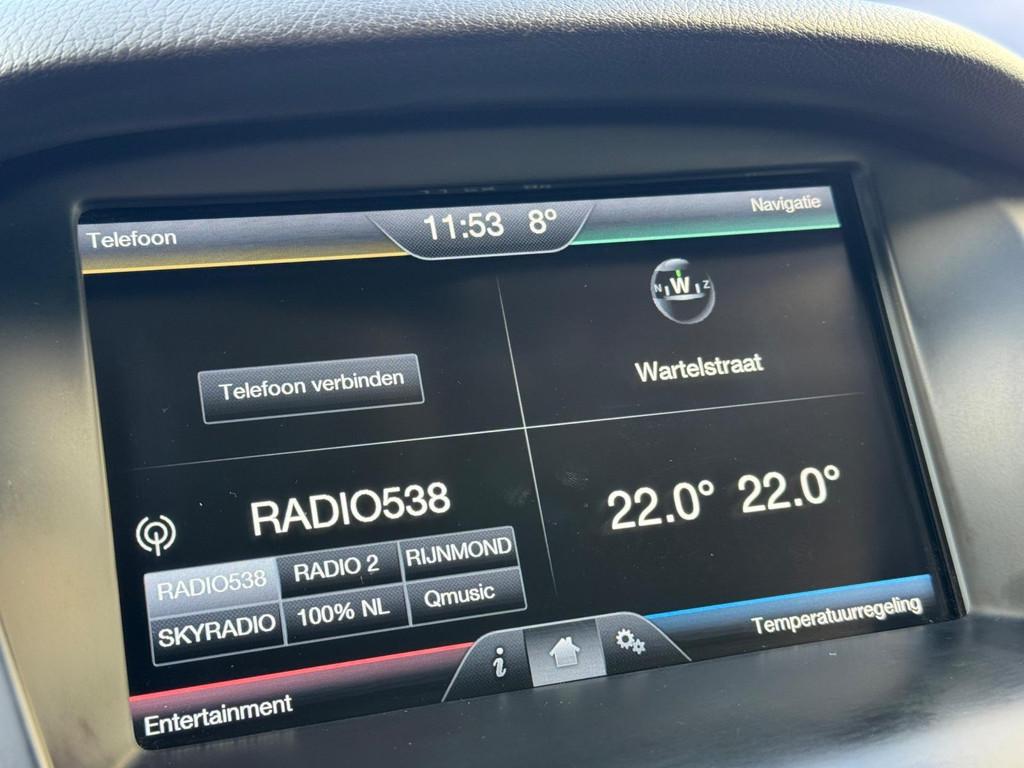 Telefoon
11:53 8°
Navigatie
N W Z
Telefoon verbinden
Wartelstraat
RADIO538
22.0° 22.0°
RADIO538 RADIO 2 RIJNMOND
SKYRADIO 100% NL Qmusic
i
Entertainment
Temperatuurregeling